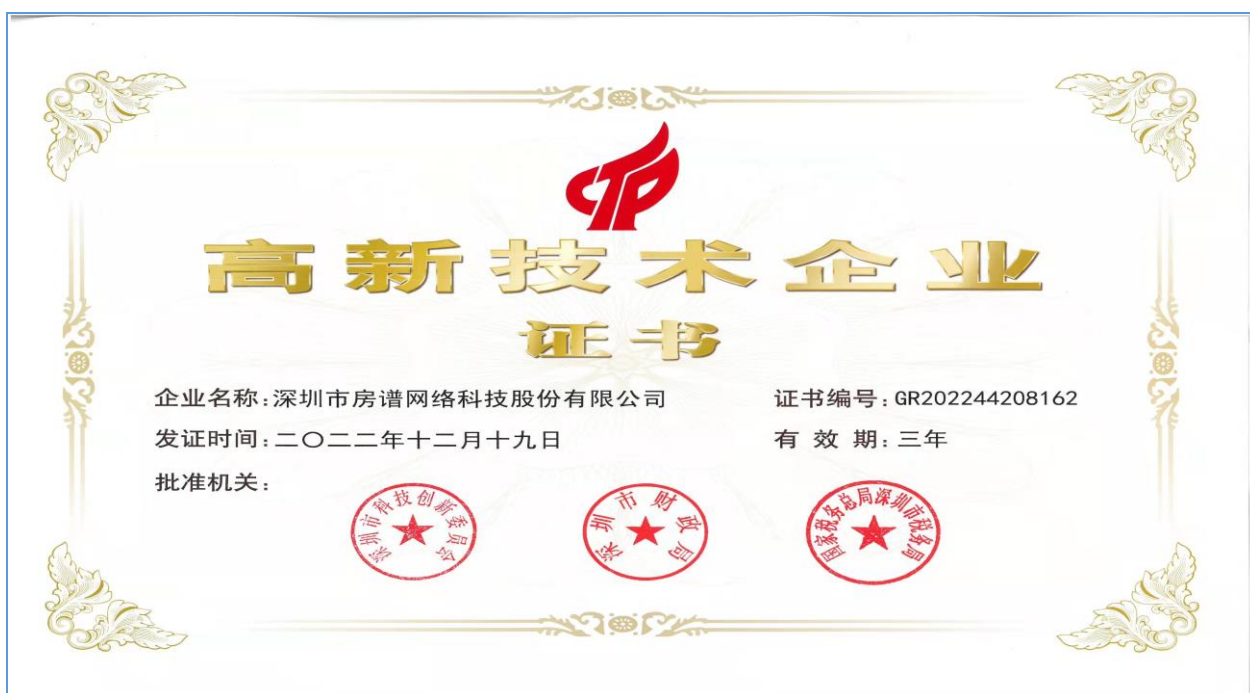 高新技术企业
证书
企业名称:深圳市房谱网络科技股份有限公司
证书编号:GR202244208162
发证时间:二〇二二年十二月十九日
有 效 期:三年
批准机关:
深圳市科技创新委员会
深圳市财政局
国家税务总局深圳市税务局